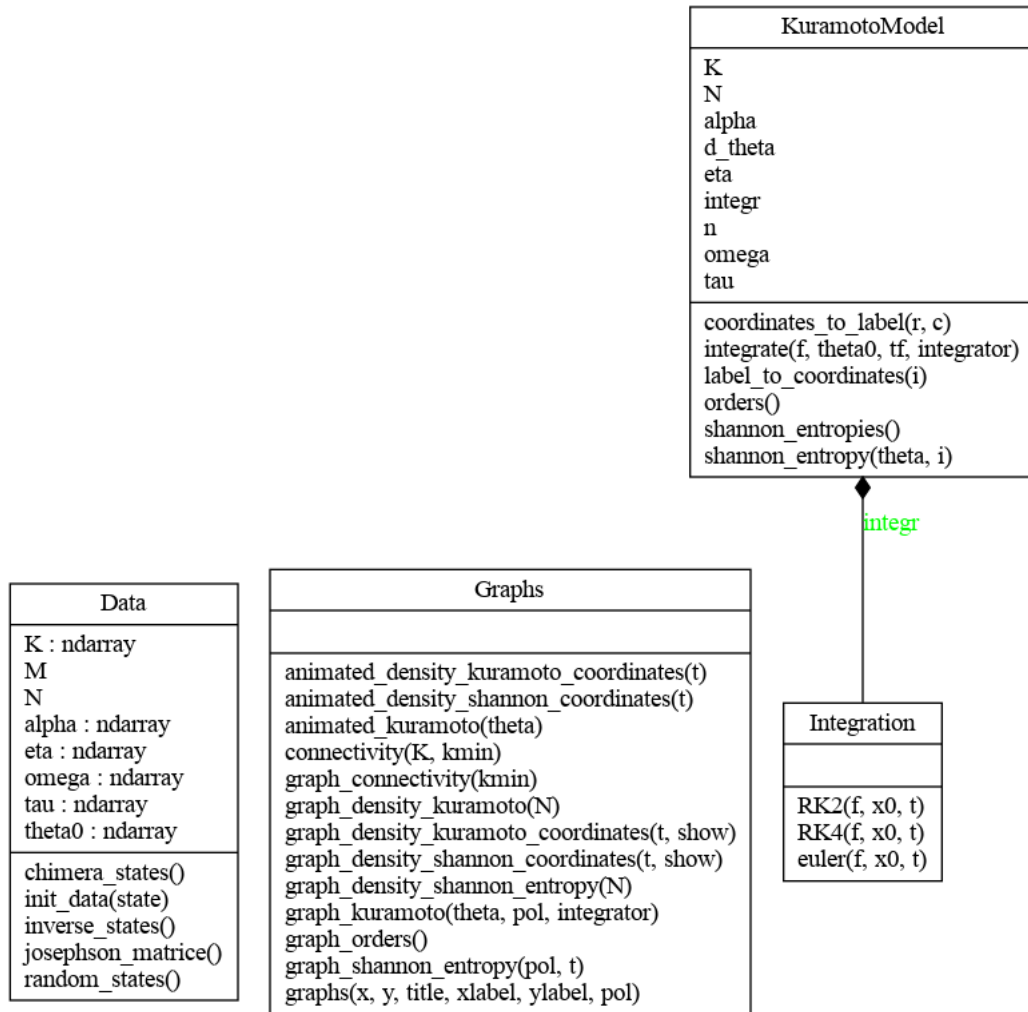 KuramotoModel
K
N
alpha
d_theta
eta
integr
n
omega
tau
coordinates_to_label(r, c)
integrate(f, theta0, tf, integrator)
label_to_coordinates(i)
orders()
shannon_entropies()
shannon_entropy(theta, i)
integr
Data
K : ndarray
M
N
alpha : ndarray
eta : ndarray
omega : ndarray
tau : ndarray
theta0 : ndarray
chimera_states()
init_data(state)
inverse_states()
josephson_matrice()
random_states()
Graphs
animated_density_kuramoto_coordinates(t)
animated_density_shannon_coordinates(t)
animated_kuramoto(theta)
connectivity(K, kmin)
graph_connectivity(kmin)
graph_density_kuramoto(N)
graph_density_kuramoto_coordinates(t, show)
graph_density_shannon_coordinates(t, show)
graph_density_shannon_entropy(N)
graph_kuramoto(theta, pol, integrator)
graph_orders()
graph_shannon_entropy(pol, t)
graphs(x, y, title, xlabel, ylabel, pol)
Integration
RK2(f, x0, t)
RK4(f, x0, t)
euler(f, x0, t)